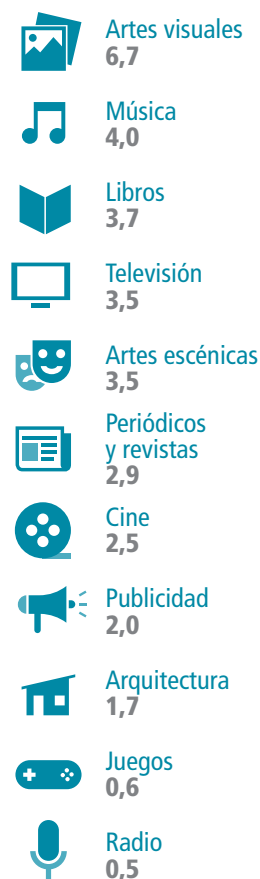 Artes visuales
6,7
Música
4,0
Libros
3,7
Televisión
3,5
Artes escénicas
3,5
Periódicos
y revistas
2,9
Cine
2,5
Publicidad
2,0
Arquitectura
1,7
Juegos
0,6
Radio
0,5